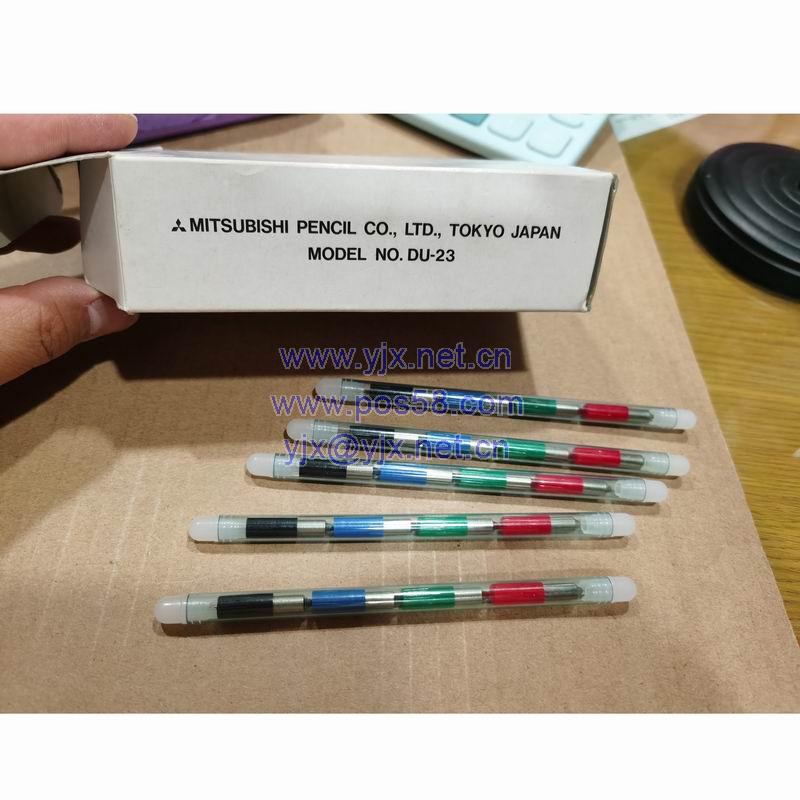 MITSUBISHI PENCIL CO., LTD., TOKYO JAPAN
MODEL NO. DU-23
www.yjx.net.cn
www.pos58.com
yjx@yjx.net.cn